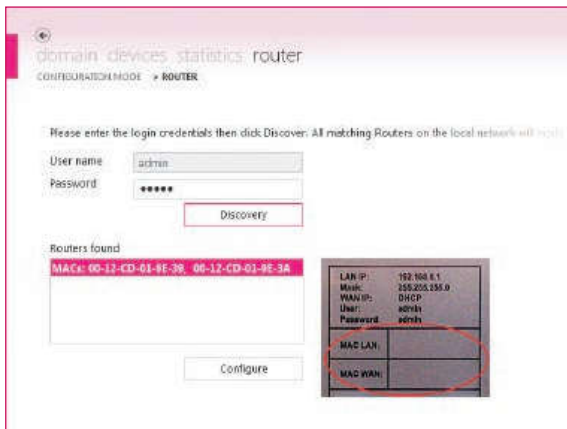 domain devices statistics router
CONFIGURATION MODE > ROUTER
Please enter the login credentials then click Discover. All matching Routers on the local network will
User name admin
Password •••••
Discovery
Routers found
MACs: 00-12-CD-01-8E-39, 00-12-CD-01-8E-3A
Configure
LAN IP: 192.168.6.1
Mask: 255.255.255.0
WAN IP: DHCP
User: admin
Password admin
MAC LAN:
MAC WAN: